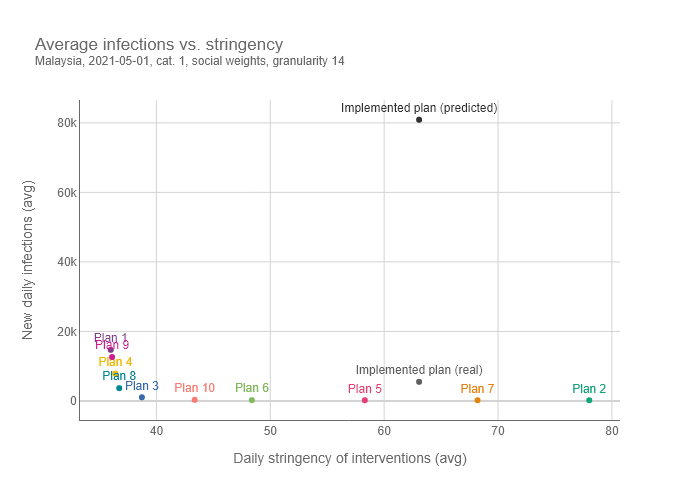 Average infections vs. stringency
Malaysia, 2021-05-01, cat. 1, social weights, granularity 14
Implemented plan (predicted)
80k
60k
40k
20k
0
New daily infections (avg)
Plan 1
Plan 9
Plan 4
Plan 8
Plan 3
Plan 10
Plan 6
Implemented plan (real)
Plan 5
Plan 7
Plan 2
40
50
60
70
80
Daily stringency of interventions (avg)